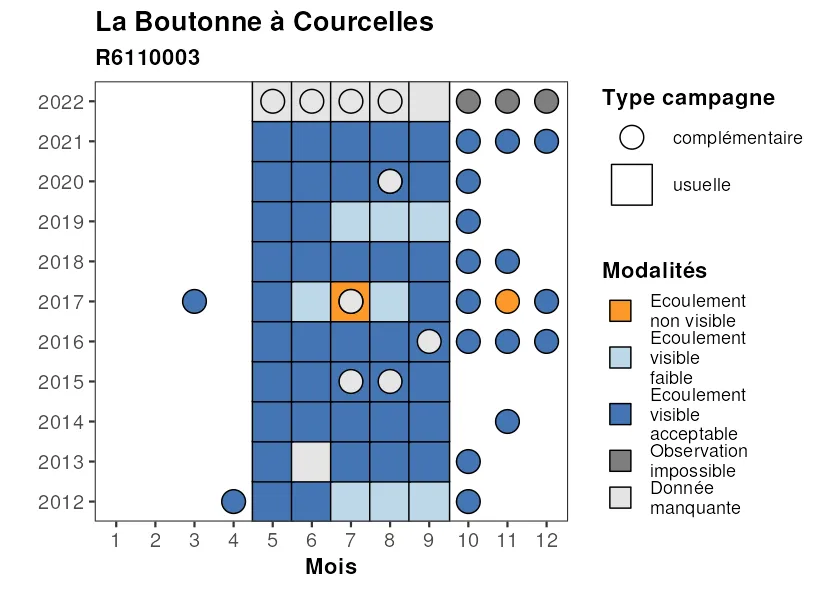 La Boutonne à Courcelles
R6110003
2022
2021
2020
2019
2018
2017
2016
2015
2014
2013
2012
1 2 3 4 5 6 7 8 9 10 11 12
Mois
Type campagne
complémentaire
usuelle
Modalités
Ecoulement
non visible
Ecoulement
visible
faible
Ecoulement
visible
acceptable
Observation
impossible
Donnée
manquante